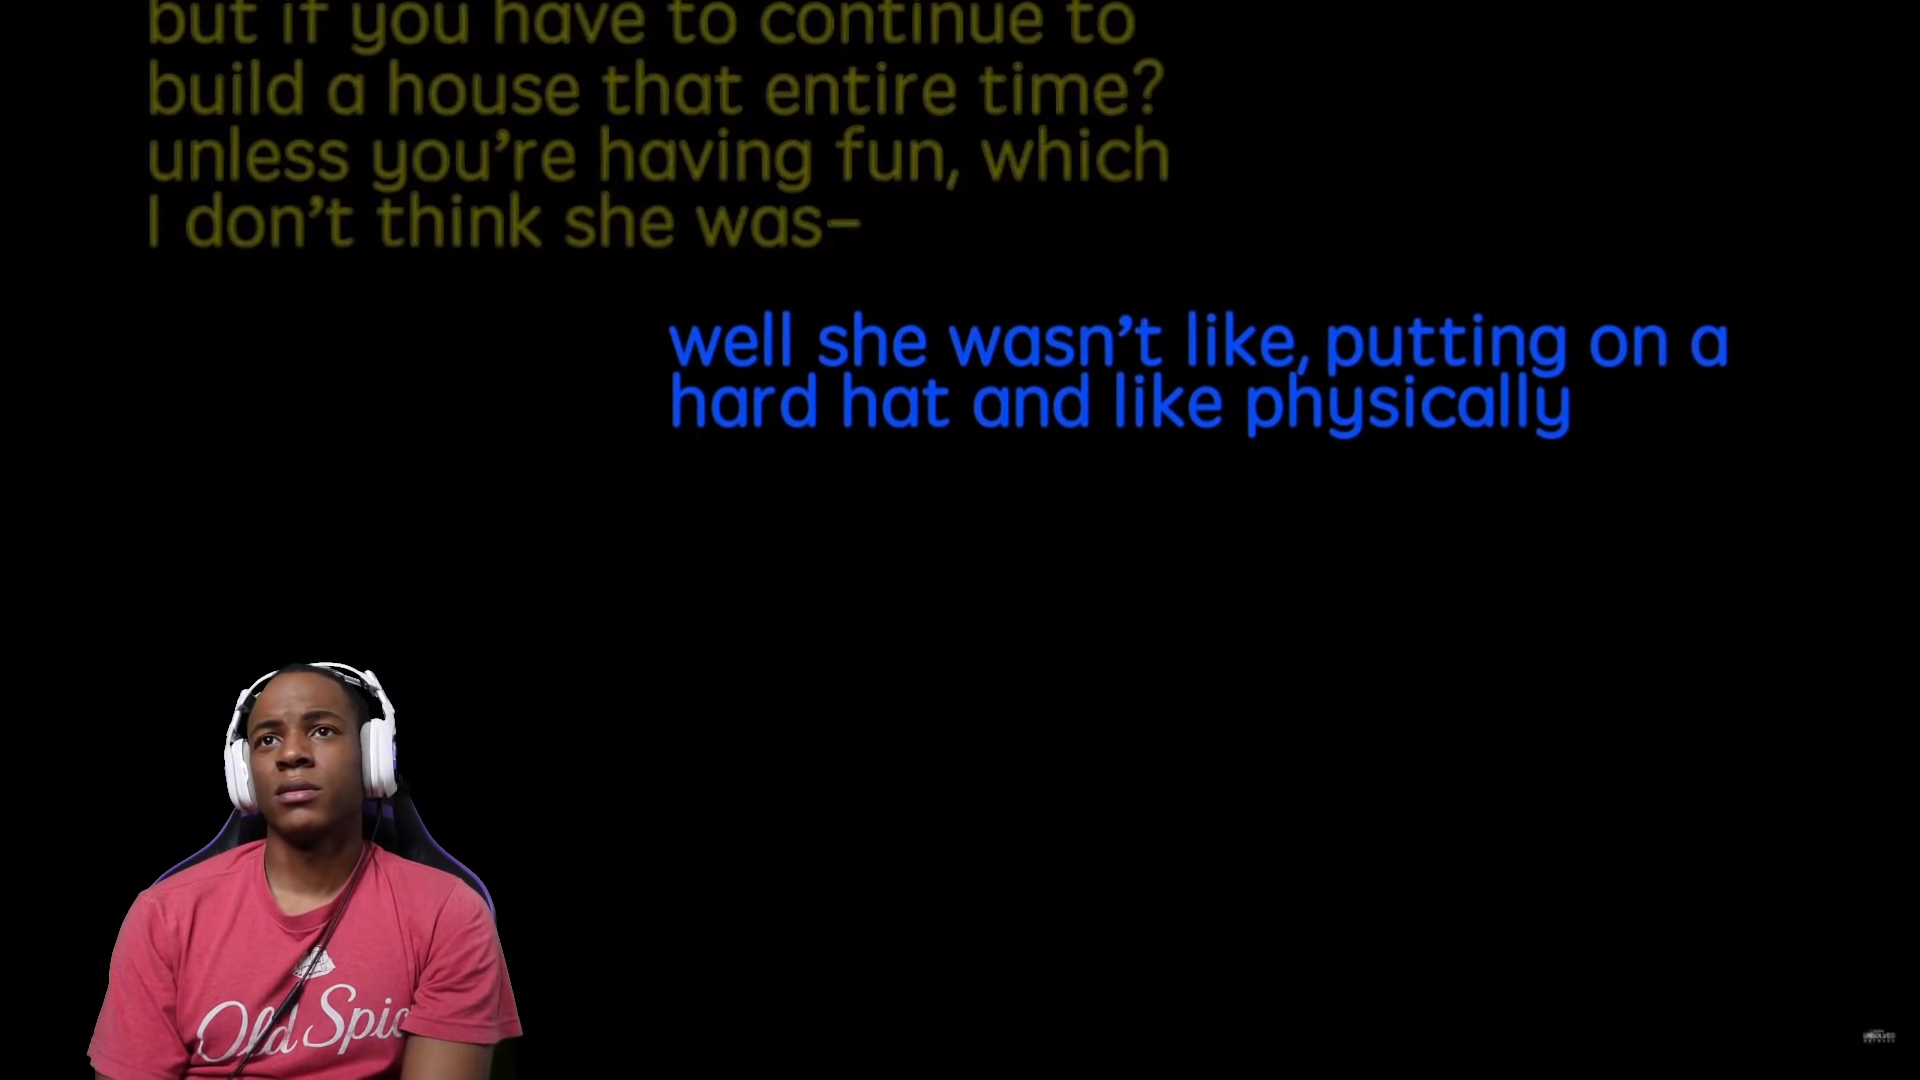 but if you have to continue to
build a house that entire time?
unless you're having fun, which
I don't think she was–
well she wasn't like, putting on a
hard hat and like physically
Old Spic
UNSOLVED